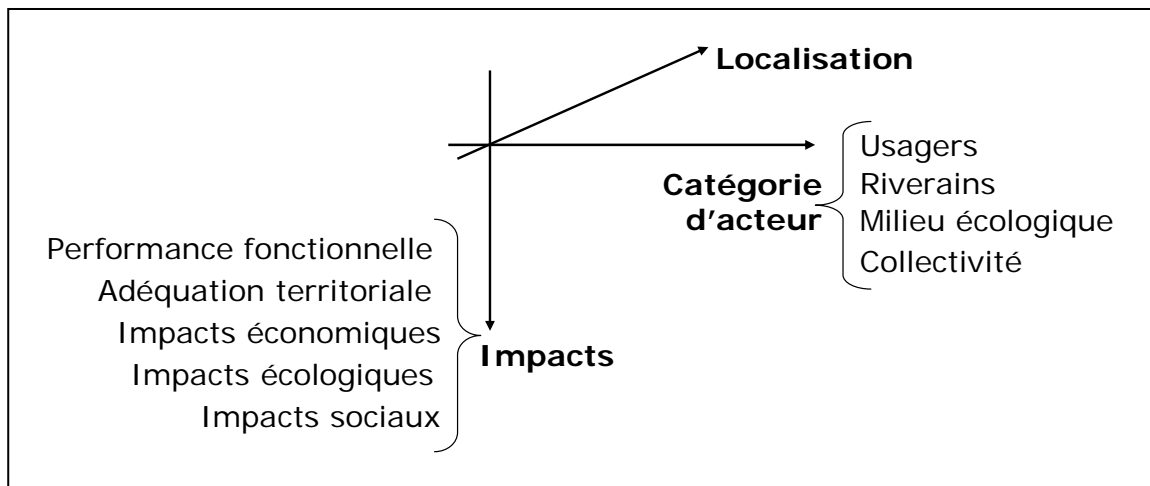 Localisation
Catégorie
d'acteur
Usagers
Riverains
Milieu écologique
Collectivité
Performance fonctionnelle
Adéquation territoriale
Impacts économiques
Impacts écologiques
Impacts sociaux
Impacts